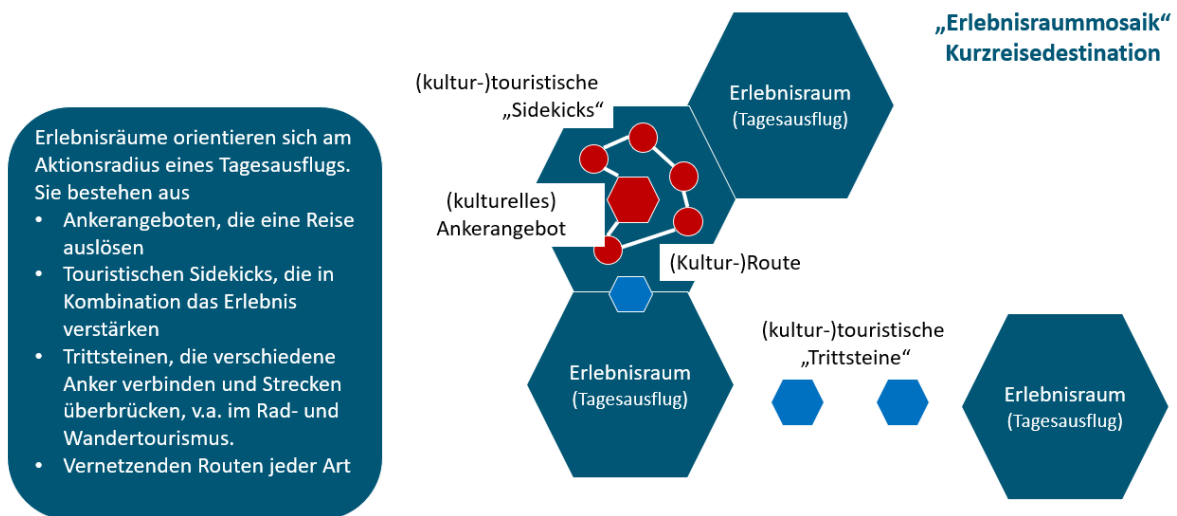 „Erlebnisraummosaik“
Kurzreisedestination
Erlebnisräume orientieren sich am
Aktionsradius eines Tagesausflugs.
Sie bestehen aus
• Ankerangeboten, die eine Reise
auslösen
• Touristischen Sidekicks, die in
Kombination das Erlebnis
verstärken
• Trittsteinen, die verschiedene
Anker verbinden und Strecken
überbrücken, v.a. im Rad- und
Wandertourismus.
• Vernetzenden Routen jeder Art
(kultur-)touristische
„Sidekicks“
Erlebnisraum
(Tagesausflug)
(kulturelles)
Ankerangebot
(Kultur-)Route
Erlebnisraum
(Tagesausflug)
(kultur-)touristische
„Trittsteine“
Erlebnisraum
(Tagesausflug)